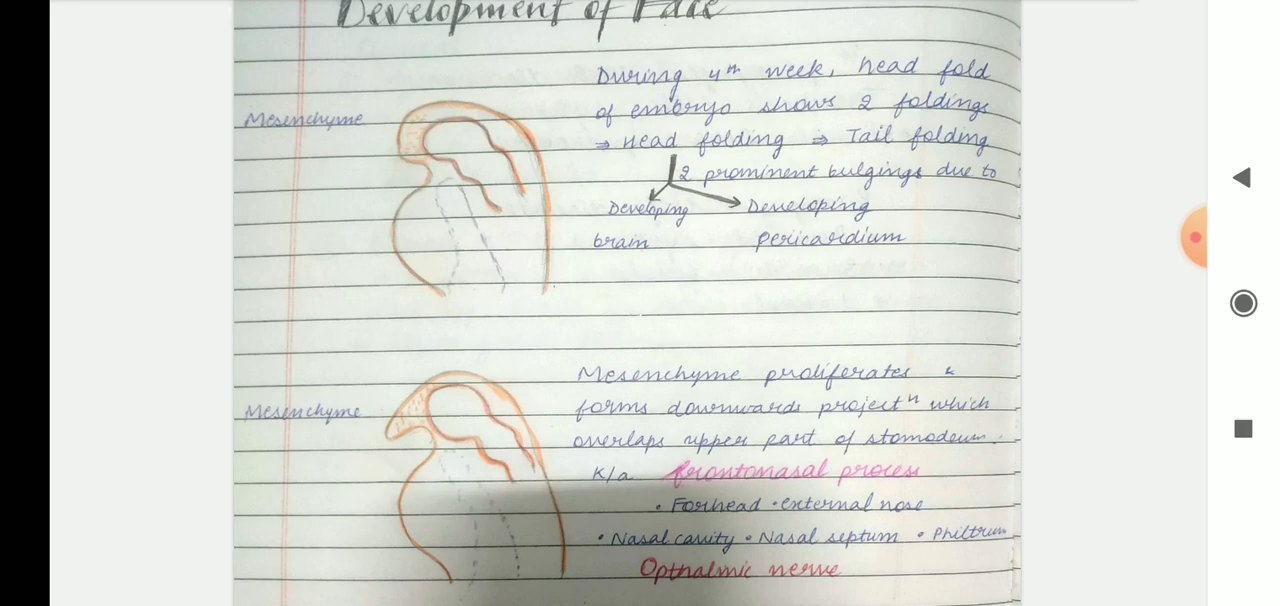 Development of Face
During 4th week, head fold
Mesenchyme
of embryo shows 2 foldings
⇒ Head folding ⇒ Tail folding
2 prominent bulgings due to
Developing
brain
Developing
pericardium
Mesenchyme proliferates &
Mesenchyme
forms downwards projectⁿ which
overlaps upper part of stomodeum.
K/a frontonasal process
• Forhead • external nose
• Nasal cavity • Nasal septum • Philtrum
Opthalmic nerve